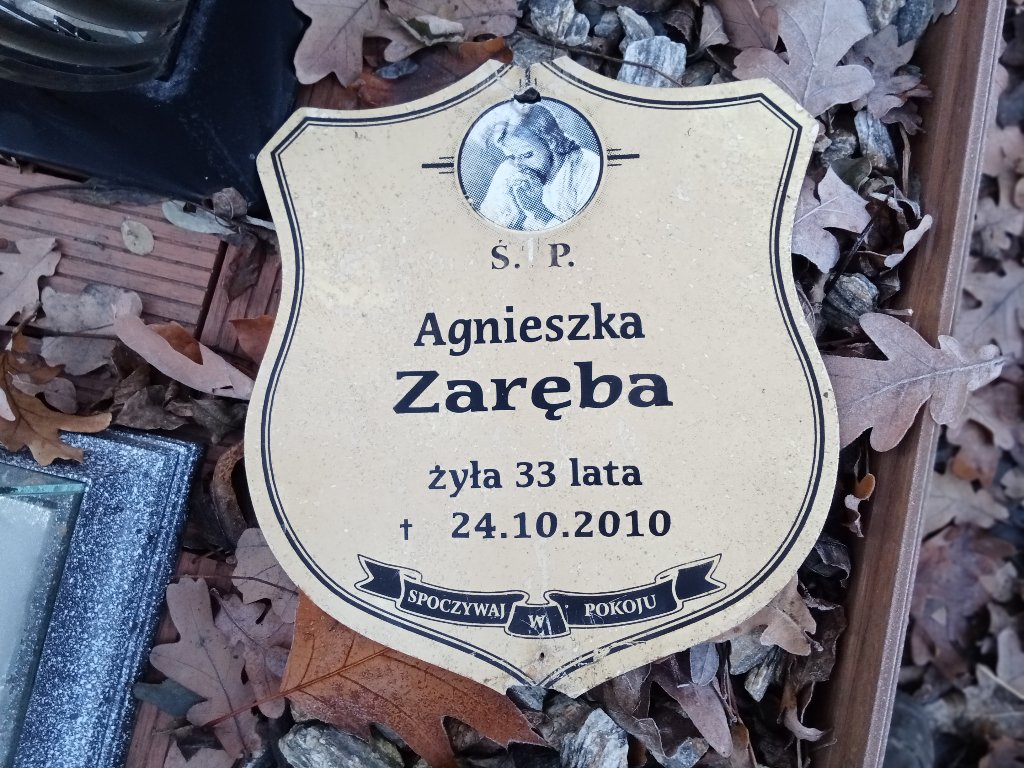 Ś. P.
Agnieszka
Zaręba
żyła 33 lata
† 24.10.2010
SPOCZYWAJ W POKOJU